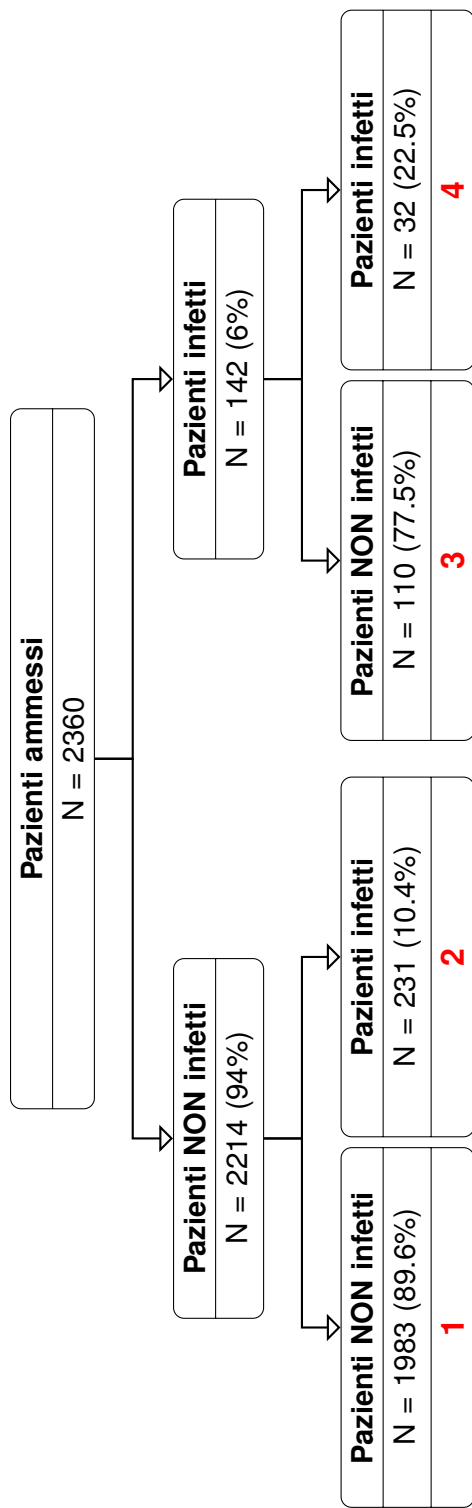 Pazienti ammessi
N = 2360
Pazienti NON infetti
N = 2214 (94%)
Pazienti infetti
N = 142 (6%)
Pazienti NON infetti
N = 1983 (89.6%)
1
Pazienti infetti
N = 231 (10.4%)
2
Pazienti NON infetti
N = 110 (77.5%)
3
Pazienti infetti
N = 32 (22.5%)
4